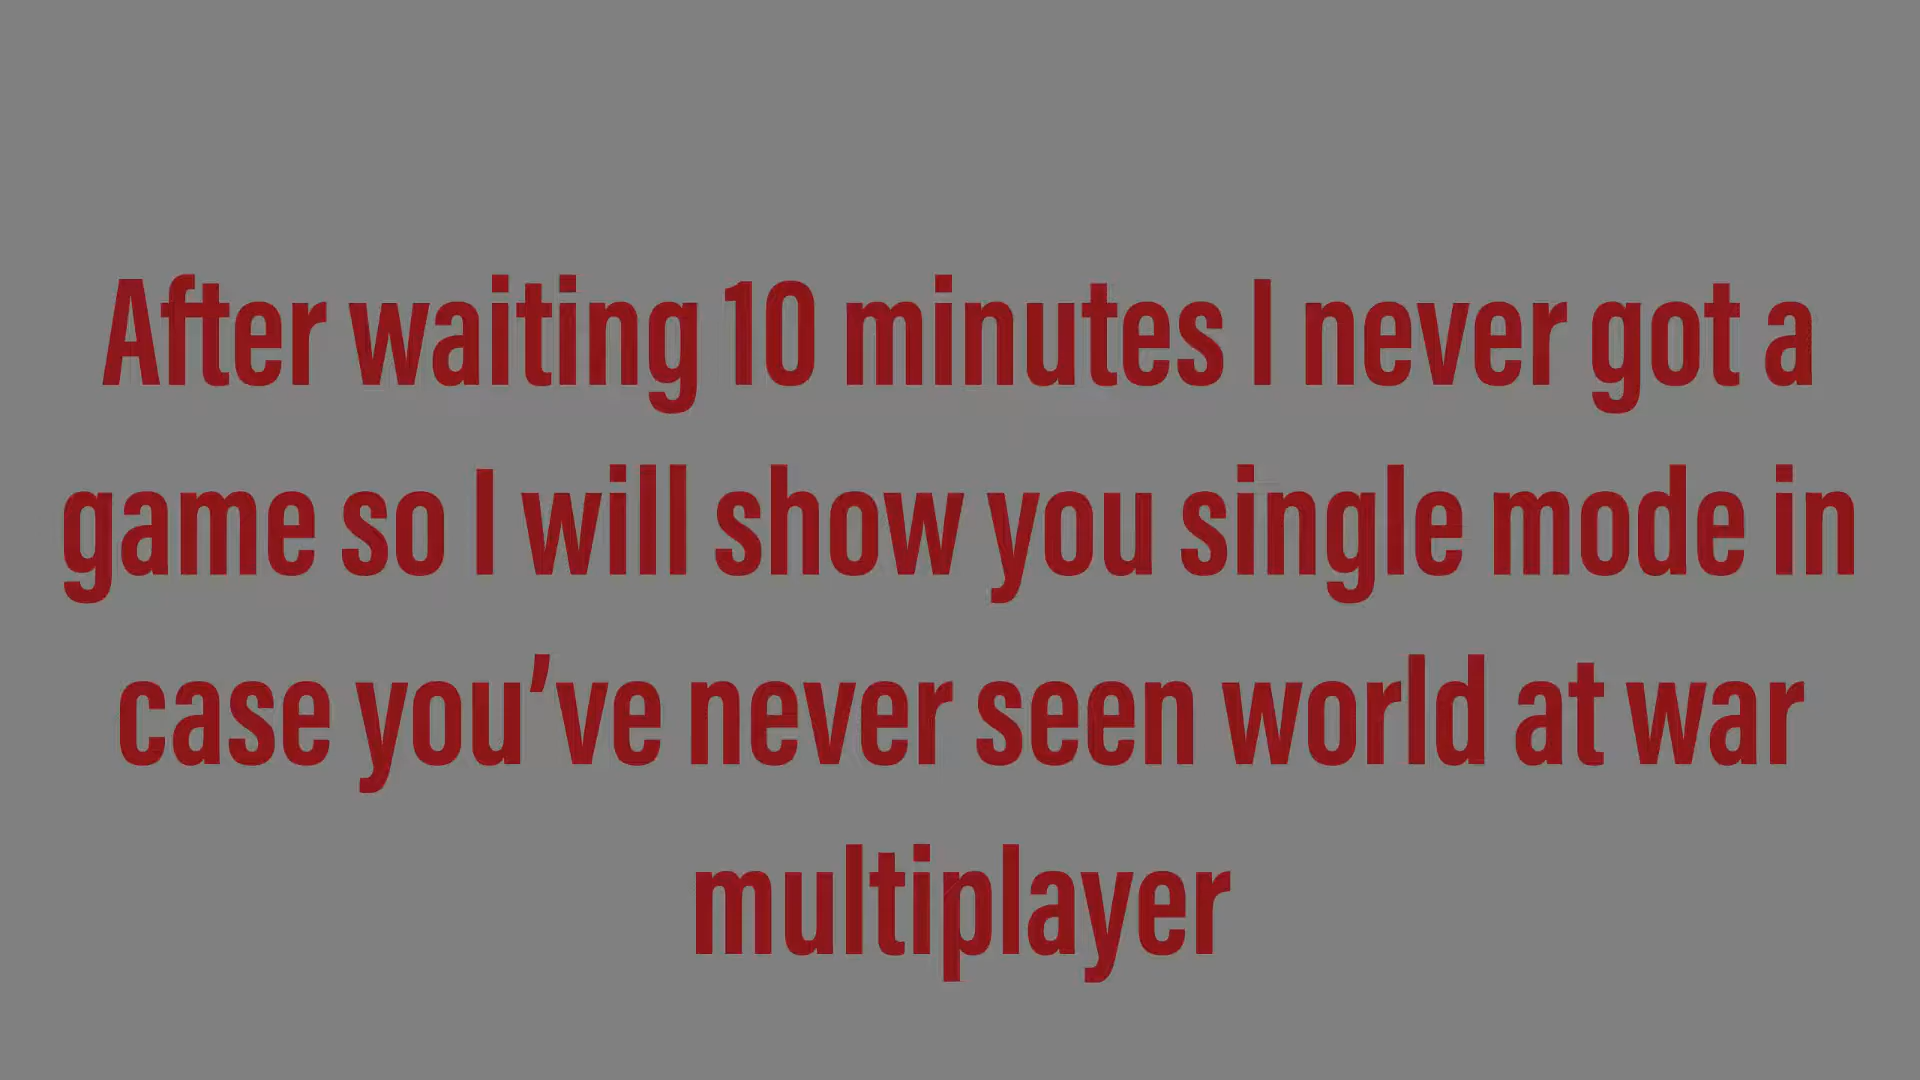 After waiting 10 minutes I never got a
game so I will show you single mode in
case you’ve never seen world at war
multiplayer